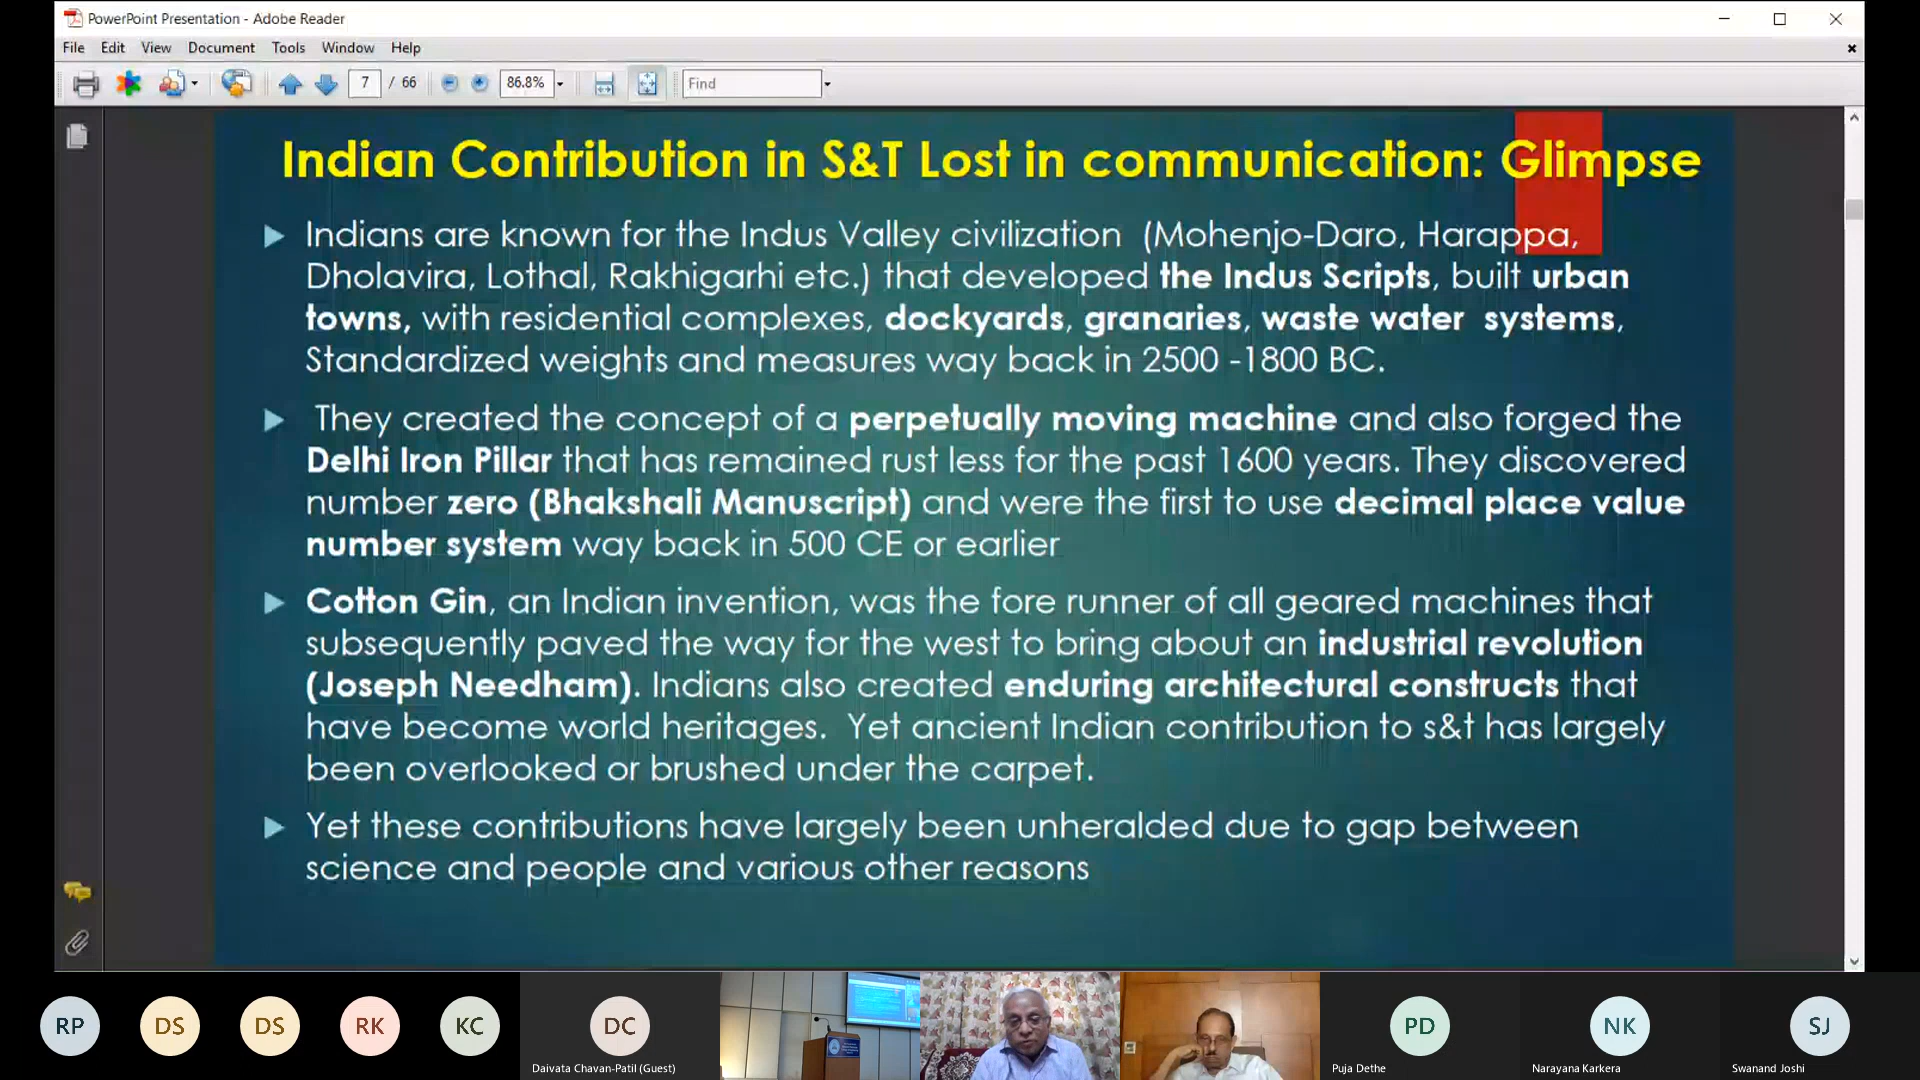 PowerPoint Presentation - Adobe Reader
File Edit View Document Tools Window Help
7 / 66 86.8% Find
Indian Contribution in S&T Lost in communication: Glimpse
Indians are known for the Indus Valley civilization (Mohenjo-Daro, Harappa,
Dholavira, Lothal, Rakhigarhi etc.) that developed the Indus Scripts, built urban
towns, with residential complexes, dockyards, granaries, waste water systems,
Standardized weights and measures way back in 2500 -1800 BC.
They created the concept of a perpetually moving machine and also forged the
Delhi Iron Pillar that has remained rust less for the past 1600 years. They discovered
number zero (Bhakshali Manuscript) and were the first to use decimal place value
number system way back in 500 CE or earlier
Cotton Gin, an Indian invention, was the fore runner of all geared machines that
subsequently paved the way for the west to bring about an industrial revolution
(Joseph Needham). Indians also created enduring architectural constructs that
have become world heritages. Yet ancient Indian contribution to s&t has largely
been overlooked or brushed under the carpet.
Yet these contributions have largely been unheralded due to gap between
science and people and various other reasons
RP DS DS RK KC DC PD NK SJ
Daivata Chavan-Patil (Guest) Puja Dethe Narayana Karkera Swanand Joshi